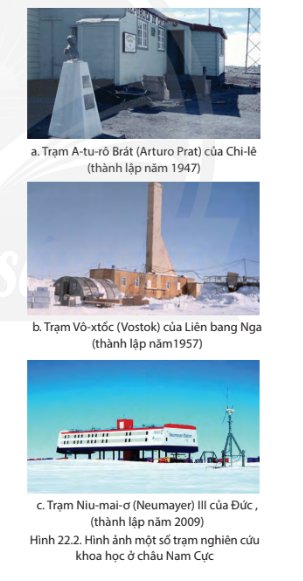 a. Trạm A-tu-rô Brát (Arturo Prat) của Chi-lê
(thành lập năm 1947)
b. Trạm Vô-xtốc (Vostok) của Liên bang Nga
(thành lập năm1957)
c. Trạm Niu-mai-ơ (Neumayer) III của Đức ,
(thành lập năm 2009)
Hình 22.2. Hình ảnh một số trạm nghiên cứu
khoa học ở châu Nam Cực